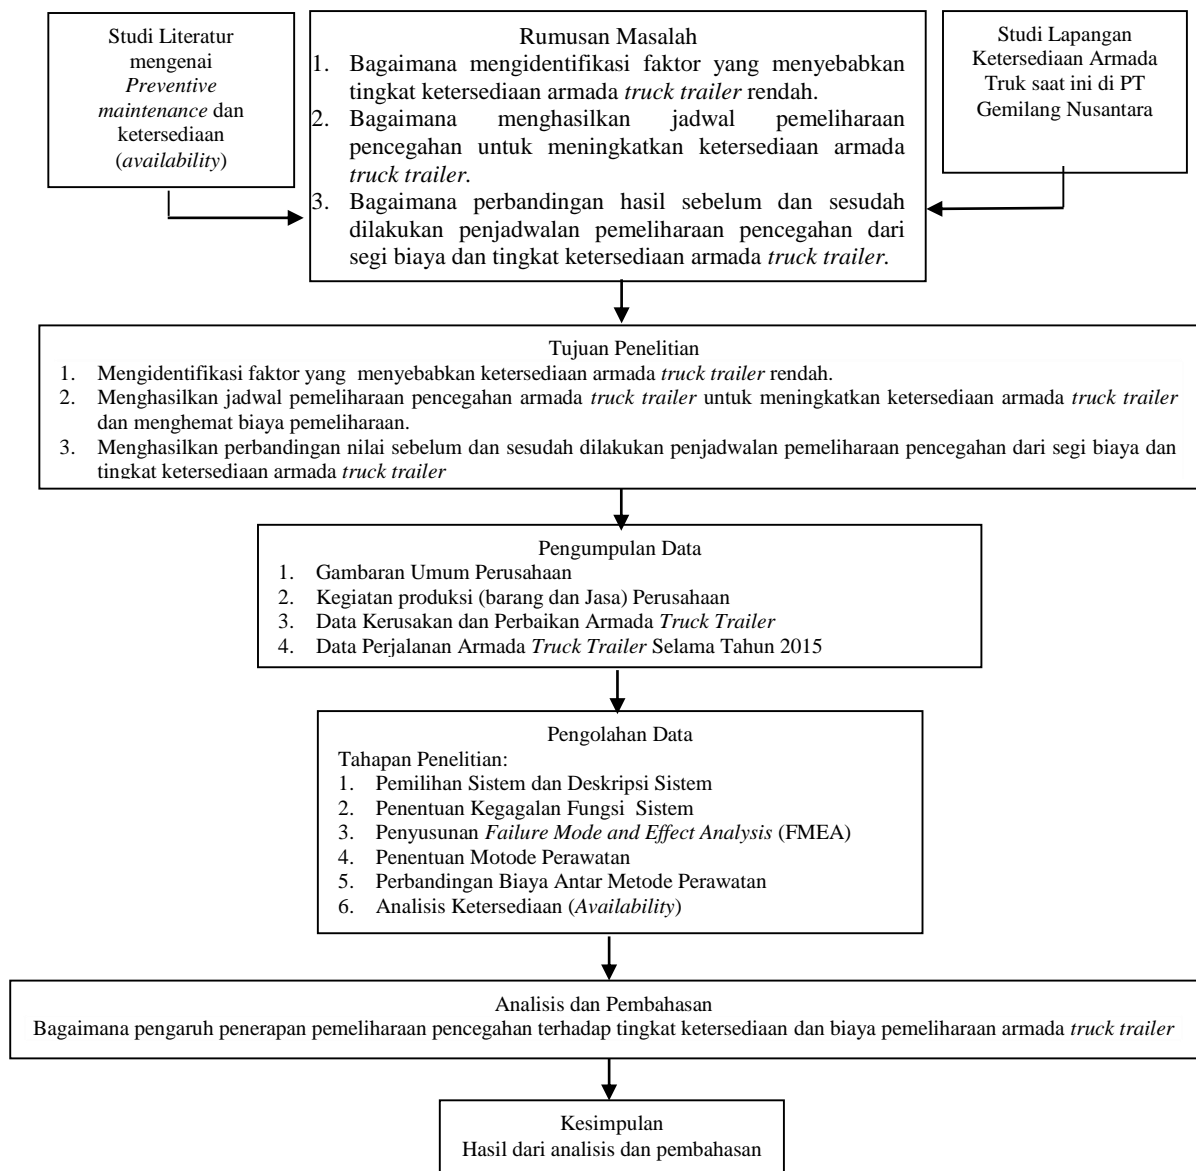 Studi Literatur
mengenai
Preventive
maintenance dan
ketersediaan
(availability)
Rumusan Masalah
1. Bagaimana mengidentifikasi faktor yang menyebabkan
tingkat ketersediaan armada truck trailer rendah.
2. Bagaimana menghasilkan jadwal pemeliharaan
pencegahan untuk meningkatkan ketersediaan armada
truck trailer.
3. Bagaimana perbandingan hasil sebelum dan sesudah
dilakukan penjadwalan pemeliharaan pencegahan dari
segi biaya dan tingkat ketersediaan armada truck trailer.
Studi Lapangan
Ketersediaan Armada
Truk saat ini di PT
Gemilang Nusantara
Tujuan Penelitian
1. Mengidentifikasi faktor yang menyebabkan ketersediaan armada truck trailer rendah.
2. Menghasilkan jadwal pemeliharaan pencegahan armada truck trailer untuk meningkatkan ketersediaan armada truck trailer
dan menghemat biaya pemeliharaan.
3. Menghasilkan perbandingan nilai sebelum dan sesudah dilakukan penjadwalan pemeliharaan pencegahan dari segi biaya dan
tingkat ketersediaan armada truck trailer
Pengumpulan Data
1. Gambaran Umum Perusahaan
2. Kegiatan produksi (barang dan Jasa) Perusahaan
3. Data Kerusakan dan Perbaikan Armada Truck Trailer
4. Data Perjalanan Armada Truck Trailer Selama Tahun 2015
Pengolahan Data
Tahapan Penelitian:
1. Pemilihan Sistem dan Deskripsi Sistem
2. Penentuan Kegagalan Fungsi Sistem
3. Penyusunan Failure Mode and Effect Analysis (FMEA)
4. Penentuan Motode Perawatan
5. Perbandingan Biaya Antar Metode Perawatan
6. Analisis Ketersediaan (Availability)
Analisis dan Pembahasan
Bagaimana pengaruh penerapan pemeliharaan pencegahan terhadap tingkat ketersediaan dan biaya pemeliharaan armada truck trailer
Kesimpulan
Hasil dari analisis dan pembahasan